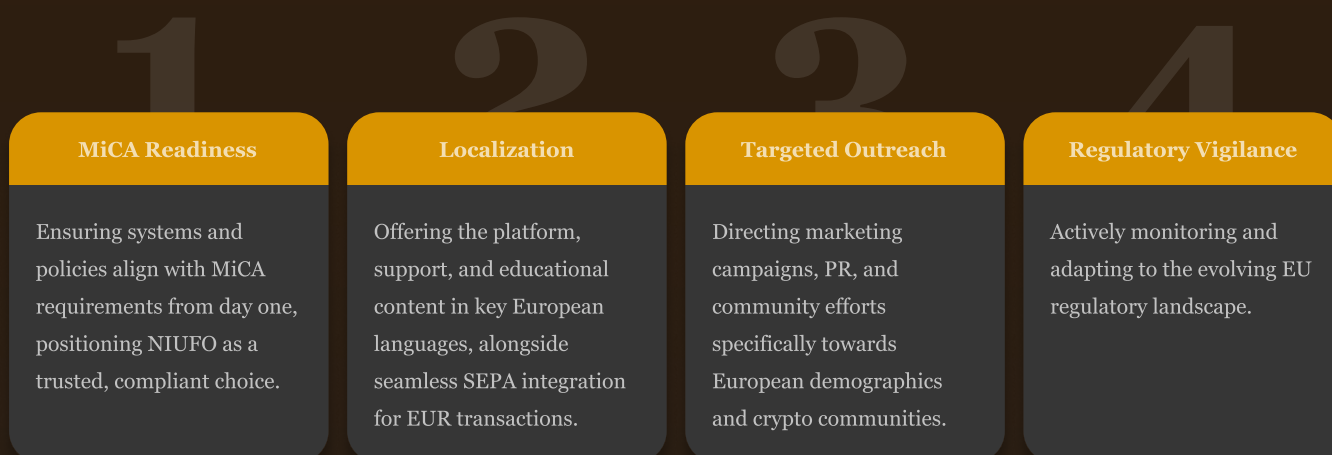 1
2
3
4
MiCA Readiness
Ensuring systems and
policies align with MiCA
requirements from day one,
positioning NIUFO as a
trusted, compliant choice.
Localization
Offering the platform,
support, and educational
content in key European
languages, alongside
seamless SEPA integration
for EUR transactions.
Targeted Outreach
Directing marketing
campaigns, PR, and
community efforts
specifically towards
European demographics
and crypto communities.
Regulatory Vigilance
Actively monitoring and
adapting to the evolving EU
regulatory landscape.